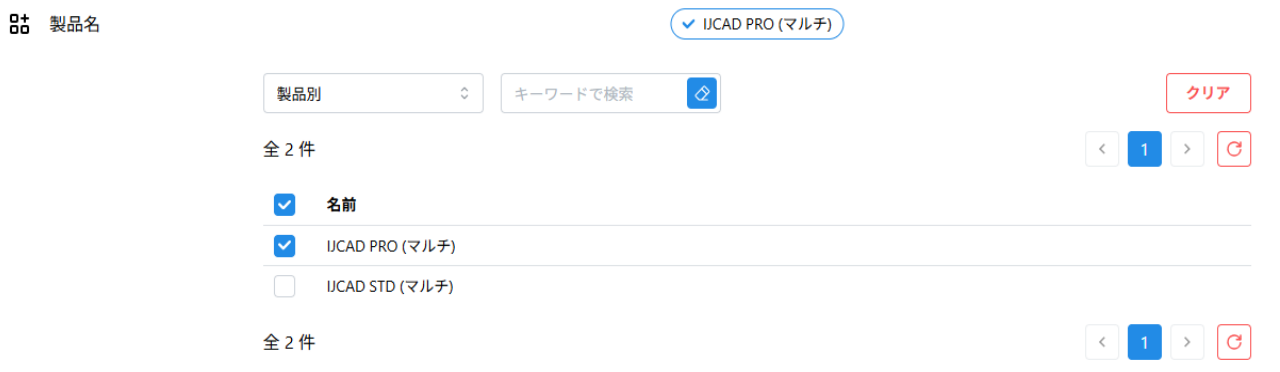 製品名
IJCAD PRO (マルチ)
製品別
キーワードで検索
クリア
全 2 件
1
名前
IJCAD PRO (マルチ)
IJCAD STD (マルチ)
全 2 件
1